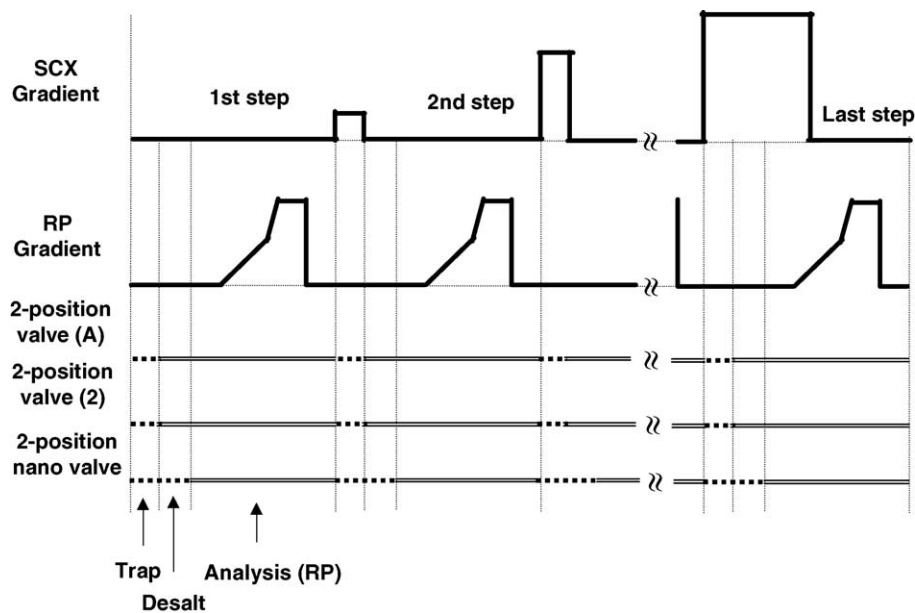 SCX
Gradient
1st step
2nd step
Last step
RP
Gradient
2-position
valve (A)
2-position
valve (2)
2-position
nano valve
Trap
Desalt
Analysis (RP)